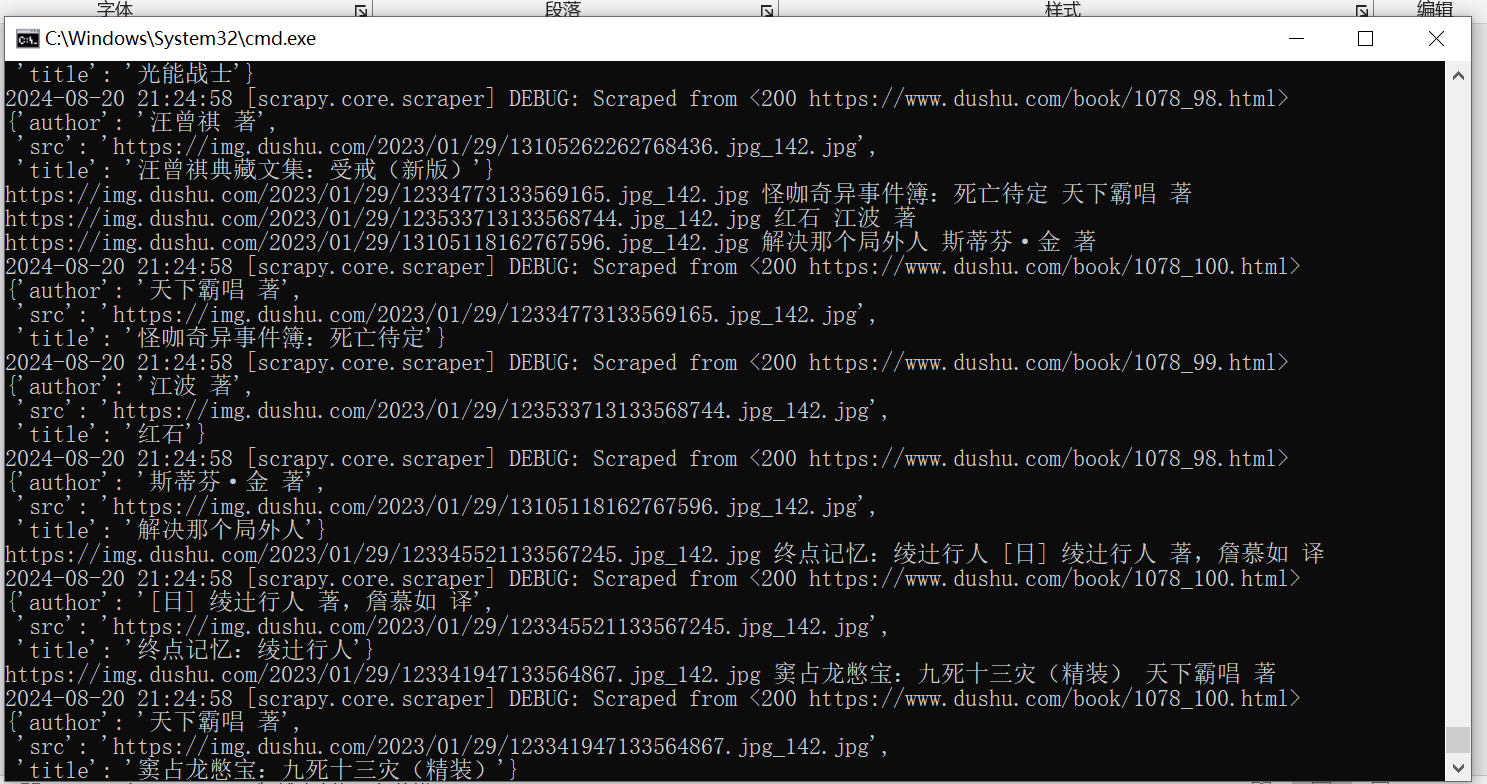 字体 段落 样式 编辑
C:\Windows\System32\cmd.exe
'title': '光能战士'}
2024-08-20 21:24:58 [scrapy.core.scraper] DEBUG: Scraped from <200 https://www.dushu.com/book/1078_98.html>
{'author': '汪曾祺 著',
'src': 'https://img.dushu.com/2023/01/29/13105262262768436.jpg_142.jpg',
'title': '汪曾祺典藏文集：受戒（新版）'}
https://img.dushu.com/2023/01/29/12334773133569165.jpg_142.jpg 怪咖奇异事件簿：死亡待定 天下霸唱 著
https://img.dushu.com/2023/01/29/123533713133568744.jpg_142.jpg 红石 江波 著
https://img.dushu.com/2023/01/29/13105118162767596.jpg_142.jpg 解决那个局外人 斯蒂芬·金 著
2024-08-20 21:24:58 [scrapy.core.scraper] DEBUG: Scraped from <200 https://www.dushu.com/book/1078_100.html>
{'author': '天下霸唱 著',
'src': 'https://img.dushu.com/2023/01/29/12334773133569165.jpg_142.jpg',
'title': '怪咖奇异事件簿：死亡待定'}
2024-08-20 21:24:58 [scrapy.core.scraper] DEBUG: Scraped from <200 https://www.dushu.com/book/1078_99.html>
{'author': '江波 著',
'src': 'https://img.dushu.com/2023/01/29/123533713133568744.jpg_142.jpg',
'title': '红石'}
2024-08-20 21:24:58 [scrapy.core.scraper] DEBUG: Scraped from <200 https://www.dushu.com/book/1078_98.html>
{'author': '斯蒂芬·金 著',
'src': 'https://img.dushu.com/2023/01/29/13105118162767596.jpg_142.jpg',
'title': '解决那个局外人'}
https://img.dushu.com/2023/01/29/123345521133567245.jpg_142.jpg 终点记忆：绫辻行人 [日] 绫辻行人 著，詹慕如 译
2024-08-20 21:24:58 [scrapy.core.scraper] DEBUG: Scraped from <200 https://www.dushu.com/book/1078_100.html>
{'author': '[日] 绫辻行人 著，詹慕如 译',
'src': 'https://img.dushu.com/2023/01/29/123345521133567245.jpg_142.jpg',
'title': '终点记忆：绫辻行人'}
https://img.dushu.com/2023/01/29/123341947133564867.jpg_142.jpg 窦占龙憋宝：九死十三灾（精装） 天下霸唱 著
2024-08-20 21:24:58 [scrapy.core.scraper] DEBUG: Scraped from <200 https://www.dushu.com/book/1078_100.html>
{'author': '天下霸唱 著',
'src': 'https://img.dushu.com/2023/01/29/123341947133564867.jpg_142.jpg',
'title': '窦占龙憋宝：九死十三灾（精装）'}